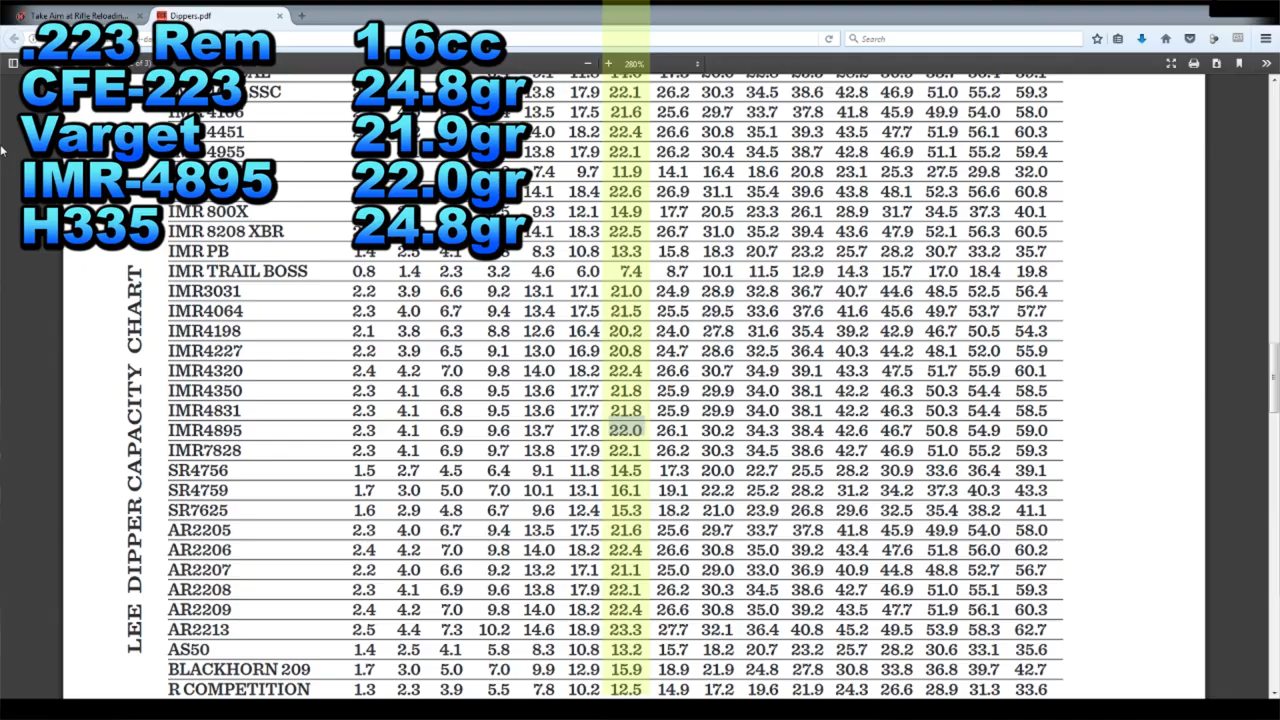 Take Aim at Rifle Reloadin...
Dippers.pdf
Search
280%
.223 Rem 1.6cc
CFE-223 24.8gr
Varget 21.9gr
IMR-4895 22.0gr
H335 24.8gr
LEE DIPPER CAPACITY CHART
SSC 13.8 17.9 22.1 26.2 30.3 34.5 38.6 42.8 46.9 51.0 55.2 59.3
13.5 17.5 21.6 25.6 29.7 33.7 37.8 41.8 45.9 49.9 54.0 58.0
4451 14.0 18.2 22.4 26.6 30.8 35.1 39.3 43.5 47.7 51.9 56.1 60.3
4955 13.8 17.9 22.1 26.2 30.4 34.5 38.7 42.8 47.0 51.1 55.2 59.4
7.4 9.7 11.9 14.1 16.4 18.6 20.8 23.1 25.3 27.5 29.8 32.0
14.1 18.4 22.6 26.9 31.1 35.4 39.6 43.8 48.1 52.3 56.6 60.8
IMR 800X 9.3 12.1 14.9 17.7 20.5 23.3 26.1 28.9 31.7 34.5 37.3 40.1
IMR 8208 XBR 14.1 18.3 22.5 26.7 31.0 35.2 39.4 43.6 47.9 52.1 56.3 60.5
IMR PB 1.4 2.5 4.1 8.3 10.8 13.3 15.8 18.3 20.7 23.2 25.7 28.2 30.7 33.2 35.7
IMR TRAIL BOSS 0.8 1.4 2.3 3.2 4.6 6.0 7.4 8.7 10.1 11.5 12.9 14.3 15.7 17.0 18.4 19.8
IMR3031 2.2 3.9 6.6 9.2 13.1 17.1 21.0 24.9 28.9 32.8 36.7 40.7 44.6 48.5 52.5 56.4
IMR4064 2.3 4.0 6.7 9.4 13.4 17.5 21.5 25.5 29.5 33.6 37.6 41.6 45.6 49.7 53.7 57.7
IMR4198 2.1 3.8 6.3 8.8 12.6 16.4 20.2 24.0 27.8 31.6 35.4 39.2 42.9 46.7 50.5 54.3
IMR4227 2.2 3.9 6.5 9.1 13.0 16.9 20.8 24.7 28.6 32.5 36.4 40.3 44.2 48.1 52.0 55.9
IMR4320 2.4 4.2 7.0 9.8 14.0 18.2 22.4 26.6 30.7 34.9 39.1 43.3 47.5 51.7 55.9 60.1
IMR4350 2.3 4.1 6.8 9.5 13.6 17.7 21.8 25.9 29.9 34.0 38.1 42.2 46.3 50.3 54.4 58.5
IMR4831 2.3 4.1 6.8 9.5 13.6 17.7 21.8 25.9 29.9 34.0 38.1 42.2 46.3 50.3 54.4 58.5
IMR4895 2.3 4.1 6.9 9.6 13.7 17.8 22.0 26.1 30.2 34.3 38.4 42.6 46.7 50.8 54.9 59.0
IMR7828 2.3 4.1 6.9 9.7 13.8 17.9 22.1 26.2 30.3 34.5 38.6 42.7 46.9 51.0 55.2 59.3
SR4756 1.5 2.7 4.5 6.4 9.1 11.8 14.5 17.3 20.0 22.7 25.5 28.2 30.9 33.6 36.4 39.1
SR4759 1.7 3.0 5.0 7.0 10.1 13.1 16.1 19.1 22.2 25.2 28.2 31.2 34.2 37.3 40.3 43.3
SR7625 1.6 2.9 4.8 6.7 9.6 12.4 15.3 18.2 21.0 23.9 26.8 29.6 32.5 35.4 38.2 41.1
AR2205 2.3 4.0 6.7 9.4 13.5 17.5 21.6 25.6 29.7 33.7 37.8 41.8 45.9 49.9 54.0 58.0
AR2206 2.4 4.2 7.0 9.8 14.0 18.2 22.4 26.6 30.8 35.0 39.2 43.4 47.6 51.8 56.0 60.2
AR2207 2.2 4.0 6.6 9.2 13.2 17.1 21.1 25.0 29.0 33.0 36.9 40.9 44.8 48.8 52.7 56.7
AR2208 2.3 4.1 6.9 9.6 13.8 17.9 22.1 26.2 30.3 34.5 38.6 42.7 46.9 51.0 55.1 59.3
AR2209 2.4 4.2 7.0 9.8 14.0 18.2 22.4 26.6 30.8 35.0 39.2 43.5 47.7 51.9 56.1 60.3
AR2213 2.5 4.4 7.3 10.2 14.6 18.9 23.3 27.7 32.1 36.4 40.8 45.2 49.5 53.9 58.3 62.7
AS50 1.4 2.5 4.1 5.8 8.3 10.8 13.2 15.7 18.2 20.7 23.2 25.7 28.2 30.6 33.1 35.6
BLACKHORN 209 1.7 3.0 5.0 7.0 9.9 12.9 15.9 18.9 21.9 24.8 27.8 30.8 33.8 36.8 39.7 42.7
R COMPETITION 1.3 2.3 3.9 5.5 7.8 10.2 12.5 14.9 17.2 19.6 21.9 24.3 26.6 28.9 31.3 33.6